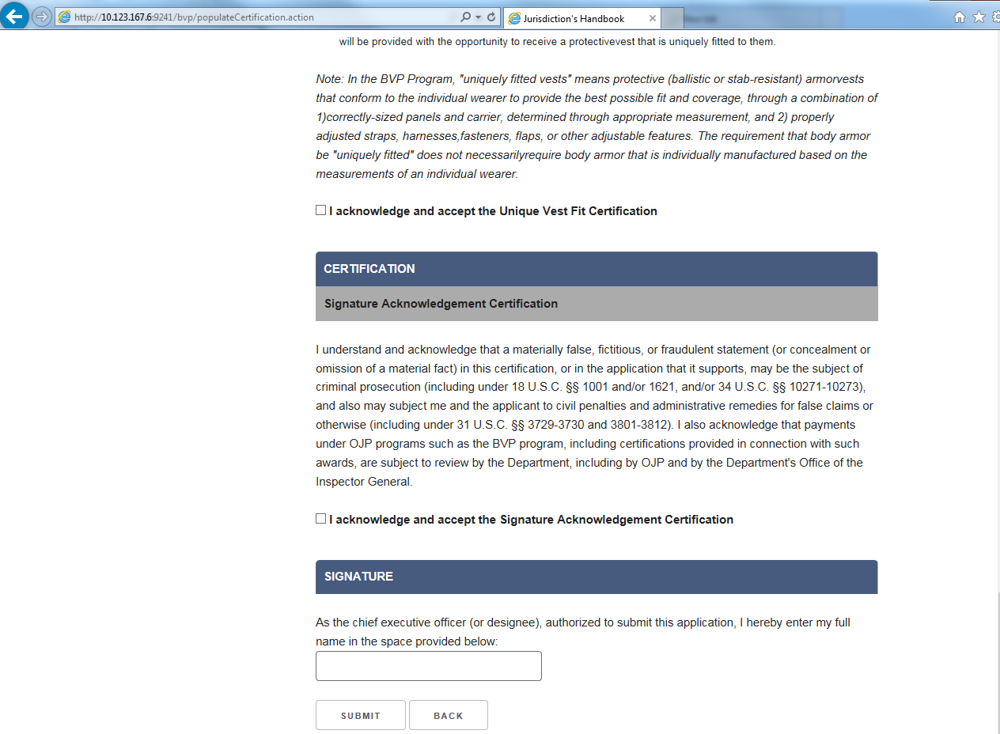 http://10.123.167.6:9241/bvp/populateCertification.action
Jurisdiction's Handbook
will be provided with the opportunity to receive a protectivevest that is uniquely fitted to them.
Note: In the BVP Program, "uniquely fitted vests" means protective (ballistic or stab-resistant) armorvests
that conform to the individual wearer to provide the best possible fit and coverage, through a combination of
1)correctly-sized panels and carrier, determined through appropriate measurement, and 2) properly
adjusted straps, harnesses,fasteners, flaps, or other adjustable features. The requirement that body armor
be "uniquely fitted" does not necessarilyrequire body armor that is individually manufactured based on the
measurements of an individual wearer.
I acknowledge and accept the Unique Vest Fit Certification
CERTIFICATION
Signature Acknowledgement Certification
I understand and acknowledge that a materially false, fictitious, or fraudulent statement (or concealment or
omission of a material fact) in this certification, or in the application that it supports, may be the subject of
criminal prosecution (including under 18 U.S.C. §§ 1001 and/or 1621, and/or 34 U.S.C. §§ 10271-10273),
and also may subject me and the applicant to civil penalties and administrative remedies for false claims or
otherwise (including under 31 U.S.C. §§ 3729-3730 and 3801-3812). I also acknowledge that payments
under OJP programs such as the BVP program, including certifications provided in connection with such
awards, are subject to review by the Department, including by OJP and by the Department's Office of the
Inspector General.
I acknowledge and accept the Signature Acknowledgement Certification
SIGNATURE
As the chief executive officer (or designee), authorized to submit this application, I hereby enter my full
name in the space provided below:
SUBMIT BACK